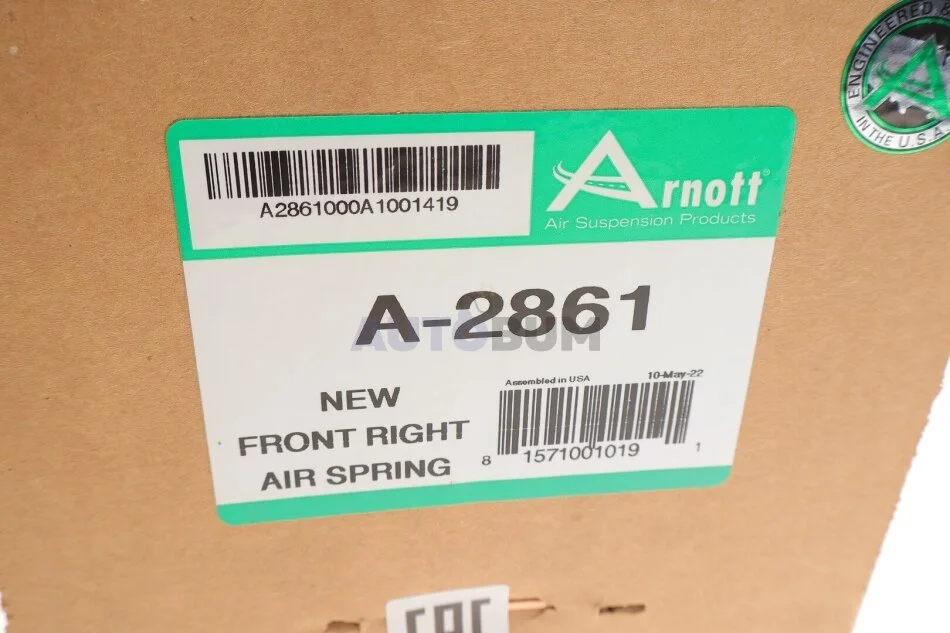 ENGINEERED &
IN THE U.S.A
A2861000A1001419
Arnott®
Air Suspension Products
A-2861
AUTOBUM
Assembled in USA
10-May-22
NEW
FRONT RIGHT
AIR SPRING
8 1571001019 1
EAC